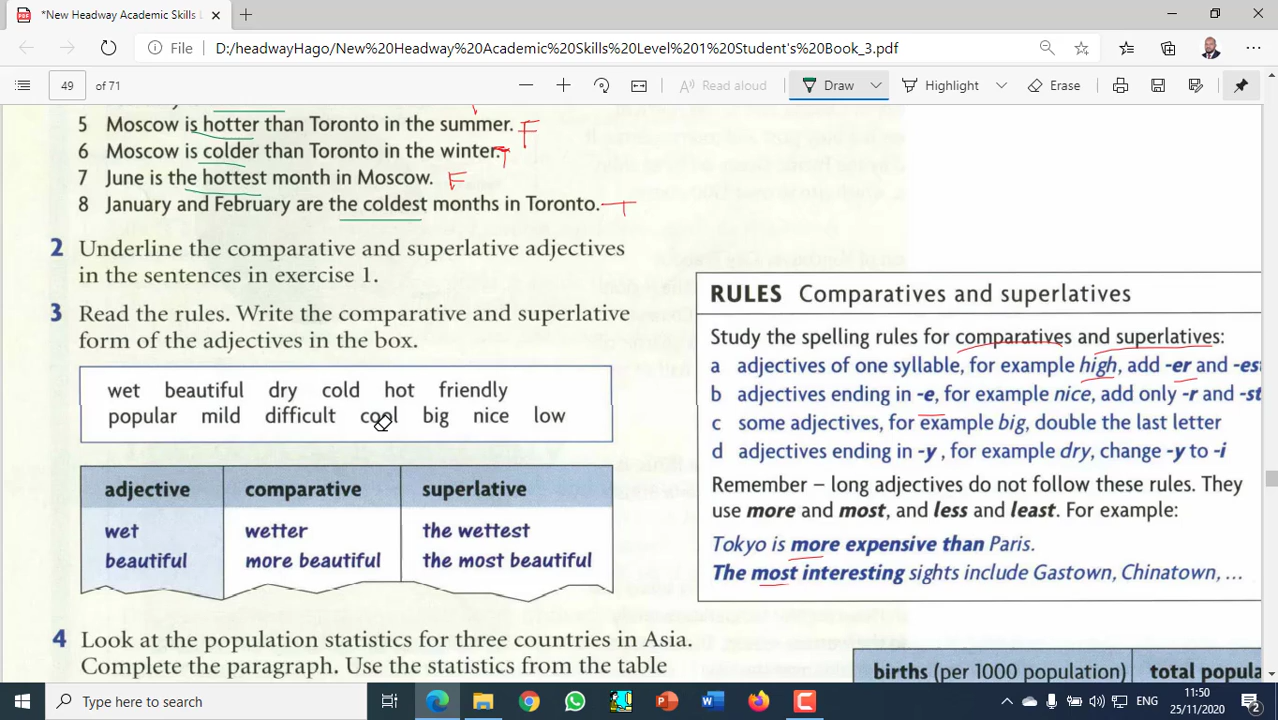 *New Headway Academic Skills L
File
D:/headwayHago/New%20Headway%20Academic%20Skills%20Level%201%20Student's%20Book_3.pdf
49 of 71
Read aloud
Draw
Highlight
Erase
5 Moscow is hotter than Toronto in the summer. F
6 Moscow is colder than Toronto in the winter. T
7 June is the hottest month in Moscow. F
8 January and February are the coldest months in Toronto. T
2 Underline the comparative and superlative adjectives
in the sentences in exercise 1.
3 Read the rules. Write the comparative and superlative
form of the adjectives in the box.
wet beautiful dry cold hot friendly
popular mild difficult cool big nice low
adjective comparative superlative
wet wetter the wettest
beautiful more beautiful the most beautiful
4 Look at the population statistics for three countries in Asia.
Complete the paragraph. Use the statistics from the table
RULES Comparatives and superlatives
Study the spelling rules for comparatives and superlatives:
a adjectives of one syllable, for example high, add -er and -es
b adjectives ending in -e, for example nice, add only -r and -st
c some adjectives, for example big, double the last letter
d adjectives ending in -y , for example dry, change -y to -i
Remember – long adjectives do not follow these rules. They
use more and most, and less and least. For example:
Tokyo is more expensive than Paris.
The most interesting sights include Gastown, Chinatown, …
births (per 1000 population) total popula
Type here to search
ENG
11:50
25/11/2020
2